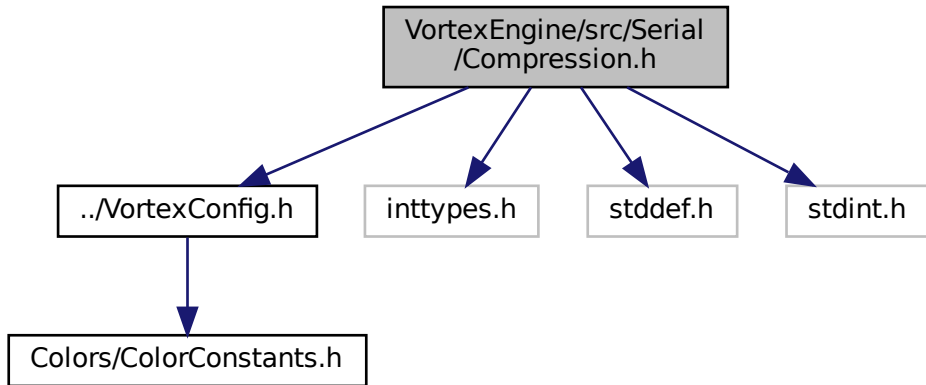 VortexEngine/src/Serial
/Compression.h
../VortexConfig.h
inttypes.h
stddef.h
stdint.h
Colors/ColorConstants.h